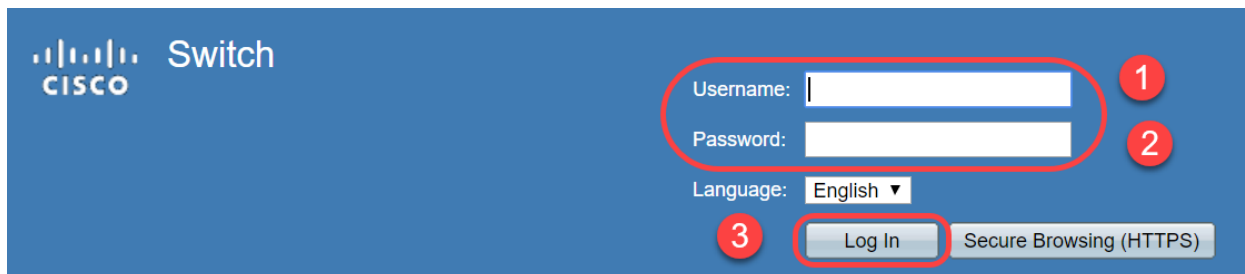 Switch
CISCO
Username:
1
Password:
2
Language: English
3 Log In Secure Browsing (HTTPS)